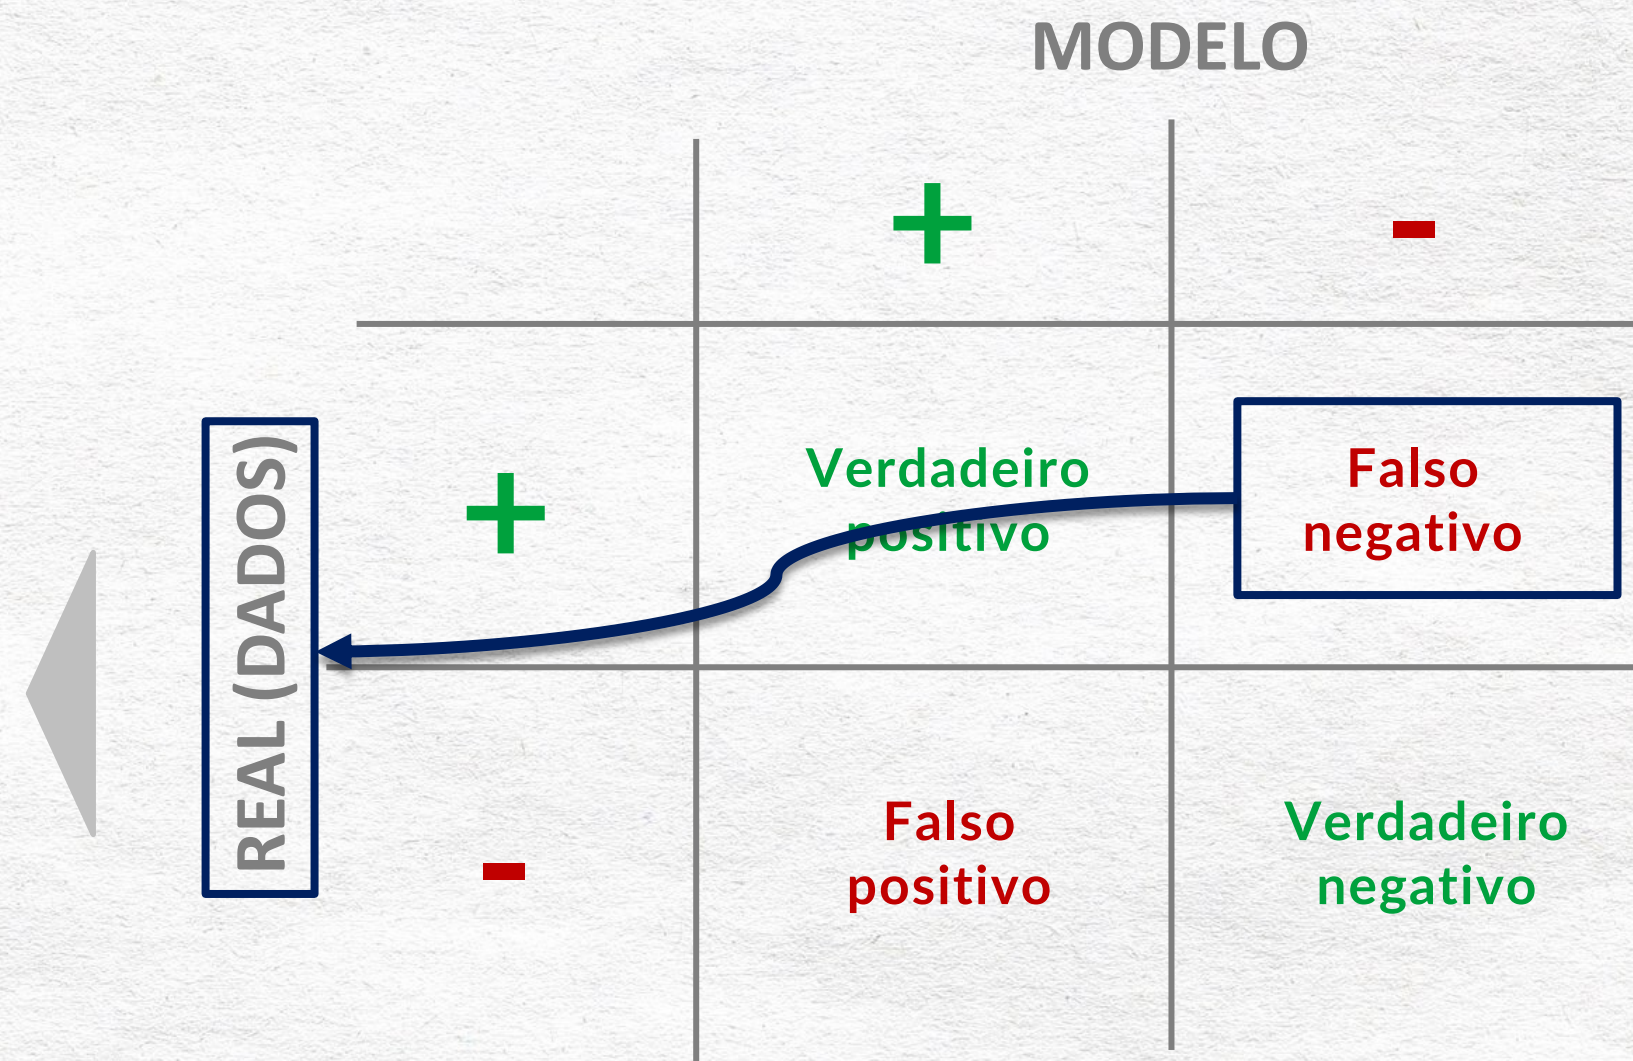 MODELO
+
-
REAL (DADOS)
+
Verdadeiro
positivo
Falso
negativo
-
Falso
positivo
Verdadeiro
negativo